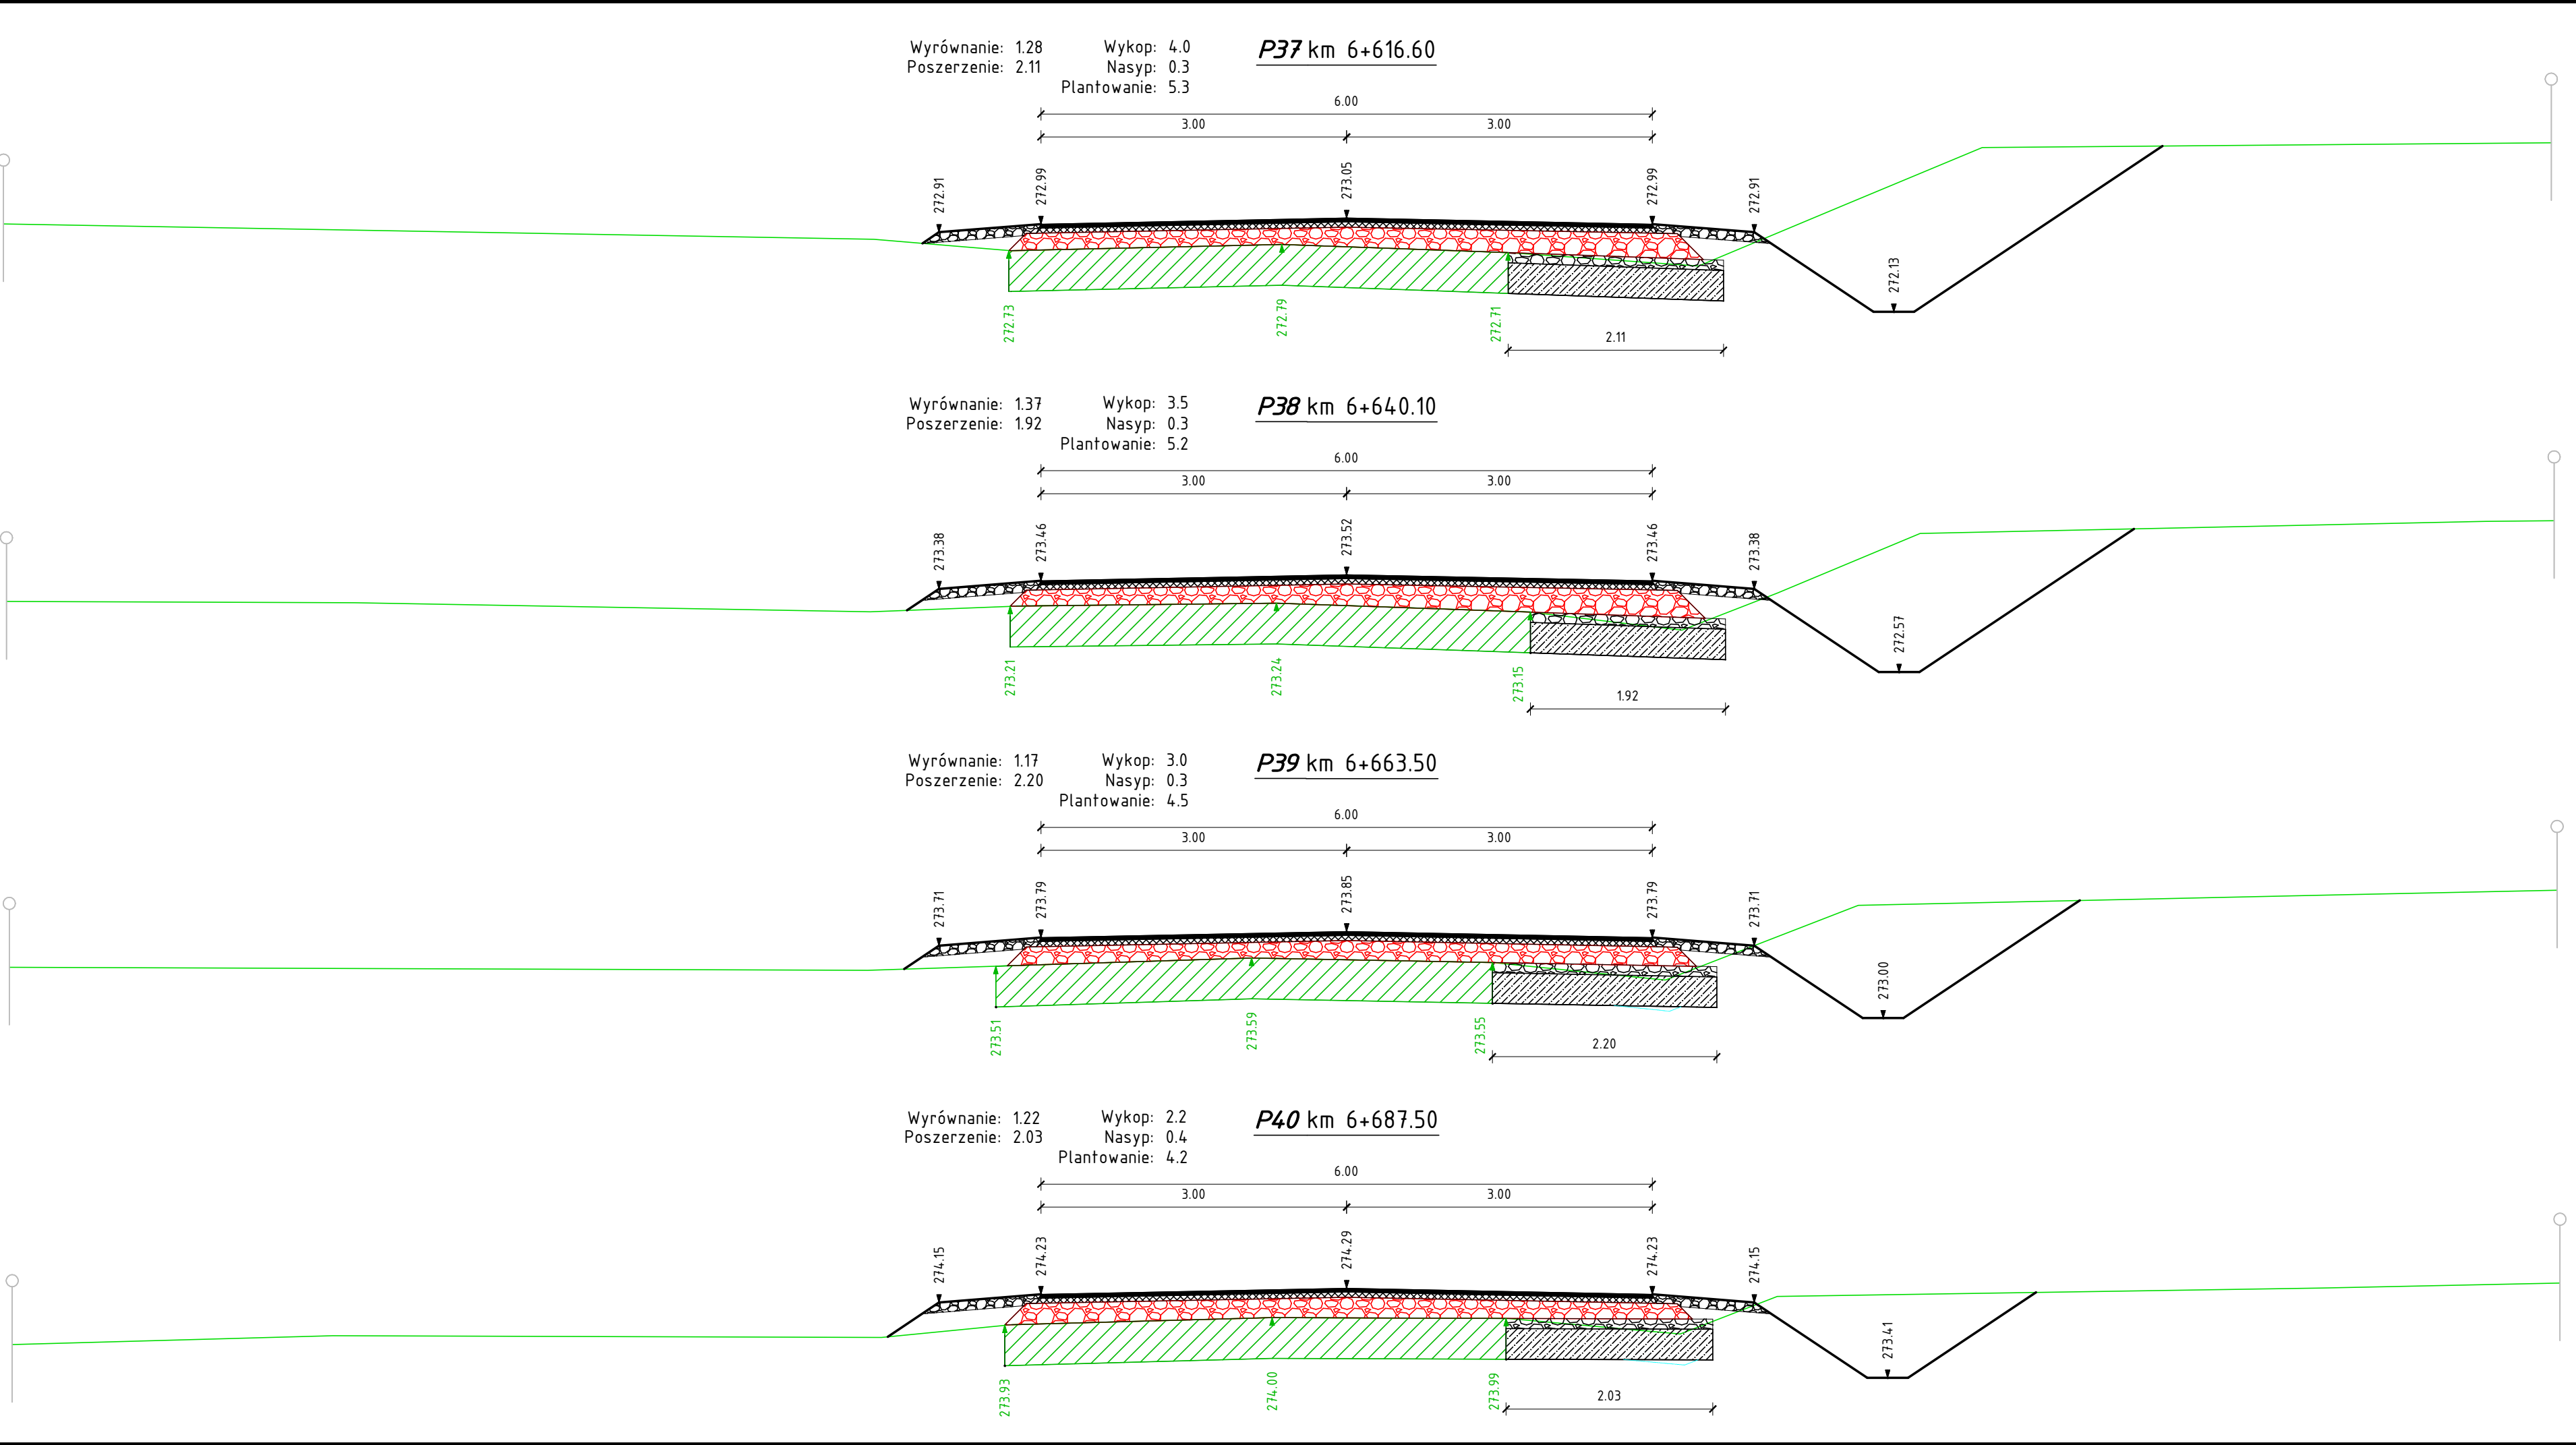 Wyrównanie: 1.28 Wykop: 4.0 P37 km 6+616.60
Poszerzenie: 2.11 Nasyp: 0.3
Plantowanie: 5.3
6.00
3.00 3.00
272.91 272.99 273.05 272.99 272.91
272.13
272.73 272.79 272.71
2.11
Wyrównanie: 1.37 Wykop: 3.5 P38 km 6+640.10
Poszerzenie: 1.92 Nasyp: 0.3
Plantowanie: 5.2
6.00
3.00 3.00
273.38 273.46 273.52 273.46 273.38
272.57
273.21 273.24 273.15
1.92
Wyrównanie: 1.17 Wykop: 3.0 P39 km 6+663.50
Poszerzenie: 2.20 Nasyp: 0.3
Plantowanie: 4.5
6.00
3.00 3.00
273.71 273.79 273.85 273.79 273.71
273.00
273.51 273.59 273.55
2.20
Wyrównanie: 1.22 Wykop: 2.2 P40 km 6+687.50
Poszerzenie: 2.03 Nasyp: 0.4
Plantowanie: 4.2
6.00
3.00 3.00
274.15 274.23 274.29 274.23 274.15
273.41
273.93 274.00 273.99
2.03